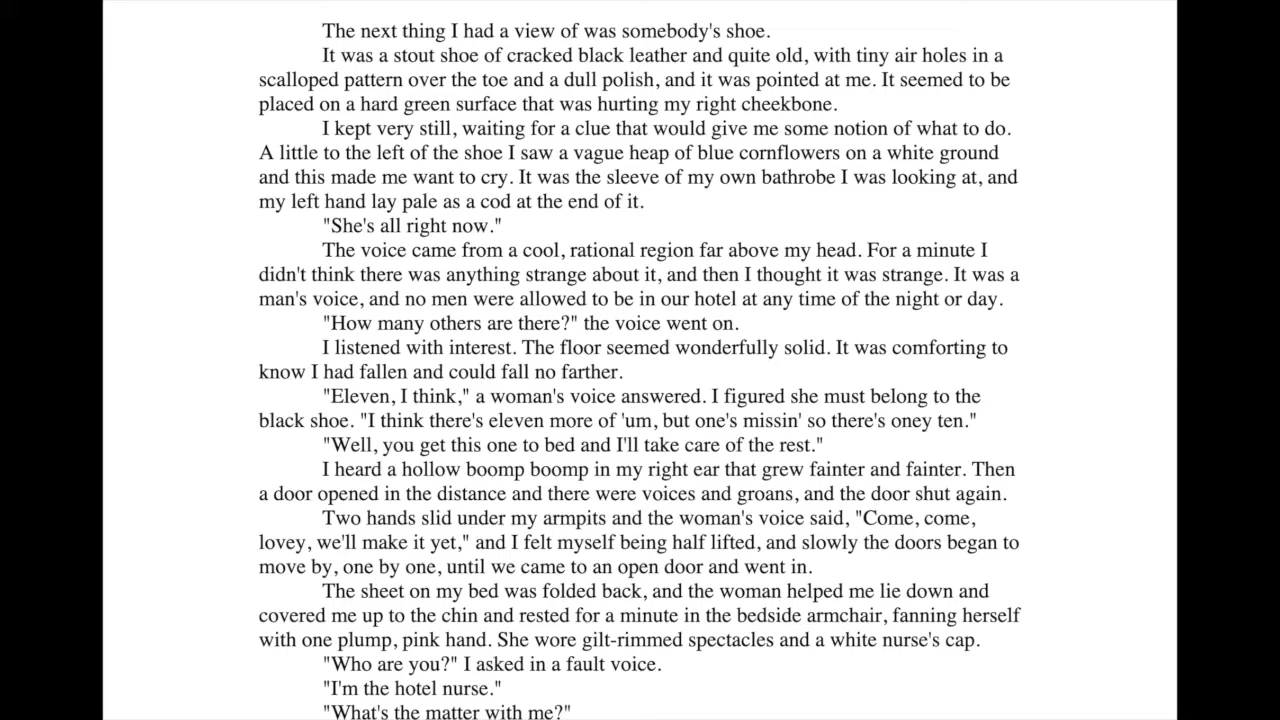 The next thing I had a view of was somebody's shoe.
It was a stout shoe of cracked black leather and quite old, with tiny air holes in a
scalloped pattern over the toe and a dull polish, and it was pointed at me. It seemed to be
placed on a hard green surface that was hurting my right cheekbone.
I kept very still, waiting for a clue that would give me some notion of what to do.
A little to the left of the shoe I saw a vague heap of blue cornflowers on a white ground
and this made me want to cry. It was the sleeve of my own bathrobe I was looking at, and
my left hand lay pale as a cod at the end of it.
"She's all right now."
The voice came from a cool, rational region far above my head. For a minute I
didn't think there was anything strange about it, and then I thought it was strange. It was a
man's voice, and no men were allowed to be in our hotel at any time of the night or day.
"How many others are there?" the voice went on.
I listened with interest. The floor seemed wonderfully solid. It was comforting to
know I had fallen and could fall no farther.
"Eleven, I think," a woman's voice answered. I figured she must belong to the
black shoe. "I think there's eleven more of 'um, but one's missin' so there's oney ten."
"Well, you get this one to bed and I'll take care of the rest."
I heard a hollow boomp boomp in my right ear that grew fainter and fainter. Then
a door opened in the distance and there were voices and groans, and the door shut again.
Two hands slid under my armpits and the woman's voice said, "Come, come,
lovey, we'll make it yet," and I felt myself being half lifted, and slowly the doors began to
move by, one by one, until we came to an open door and went in.
The sheet on my bed was folded back, and the woman helped me lie down and
covered me up to the chin and rested for a minute in the bedside armchair, fanning herself
with one plump, pink hand. She wore gilt-rimmed spectacles and a white nurse's cap.
"Who are you?" I asked in a fault voice.
"I'm the hotel nurse."
"What's the matter with me?"